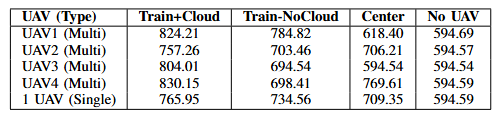 UAV (Type) Train+Cloud Train-NoCloud Center No UAV
UAV1 (Multi) 824.21 784.82 618.40 594.69
UAV2 (Multi) 757.26 703.46 706.21 594.57
UAV3 (Multi) 804.01 694.54 594.54 594.54
UAV4 (Multi) 830.15 698.41 769.61 594.59
1 UAV (Single) 765.95 734.56 709.35 594.59